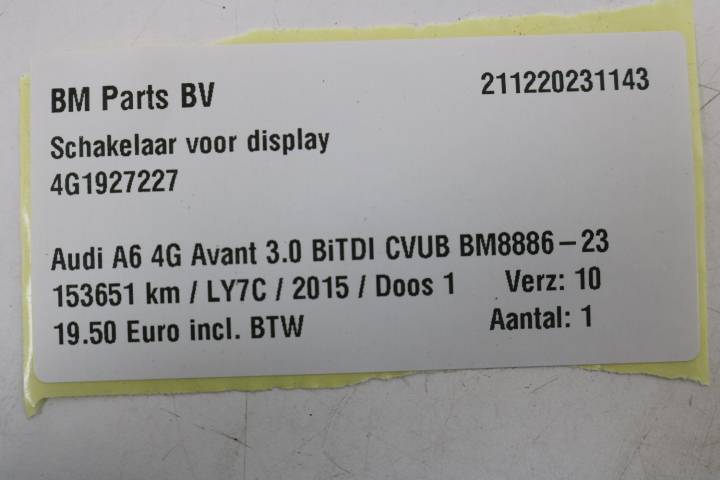 BM Parts BV 211220231143
Schakelaar voor display
4G1927227
Audi A6 4G Avant 3.0 BiTDI CVUB BM8886-23
153651 km / LY7C / 2015 / Doos 1 Verz: 10
19.50 Euro incl. BTW Aantal: 1